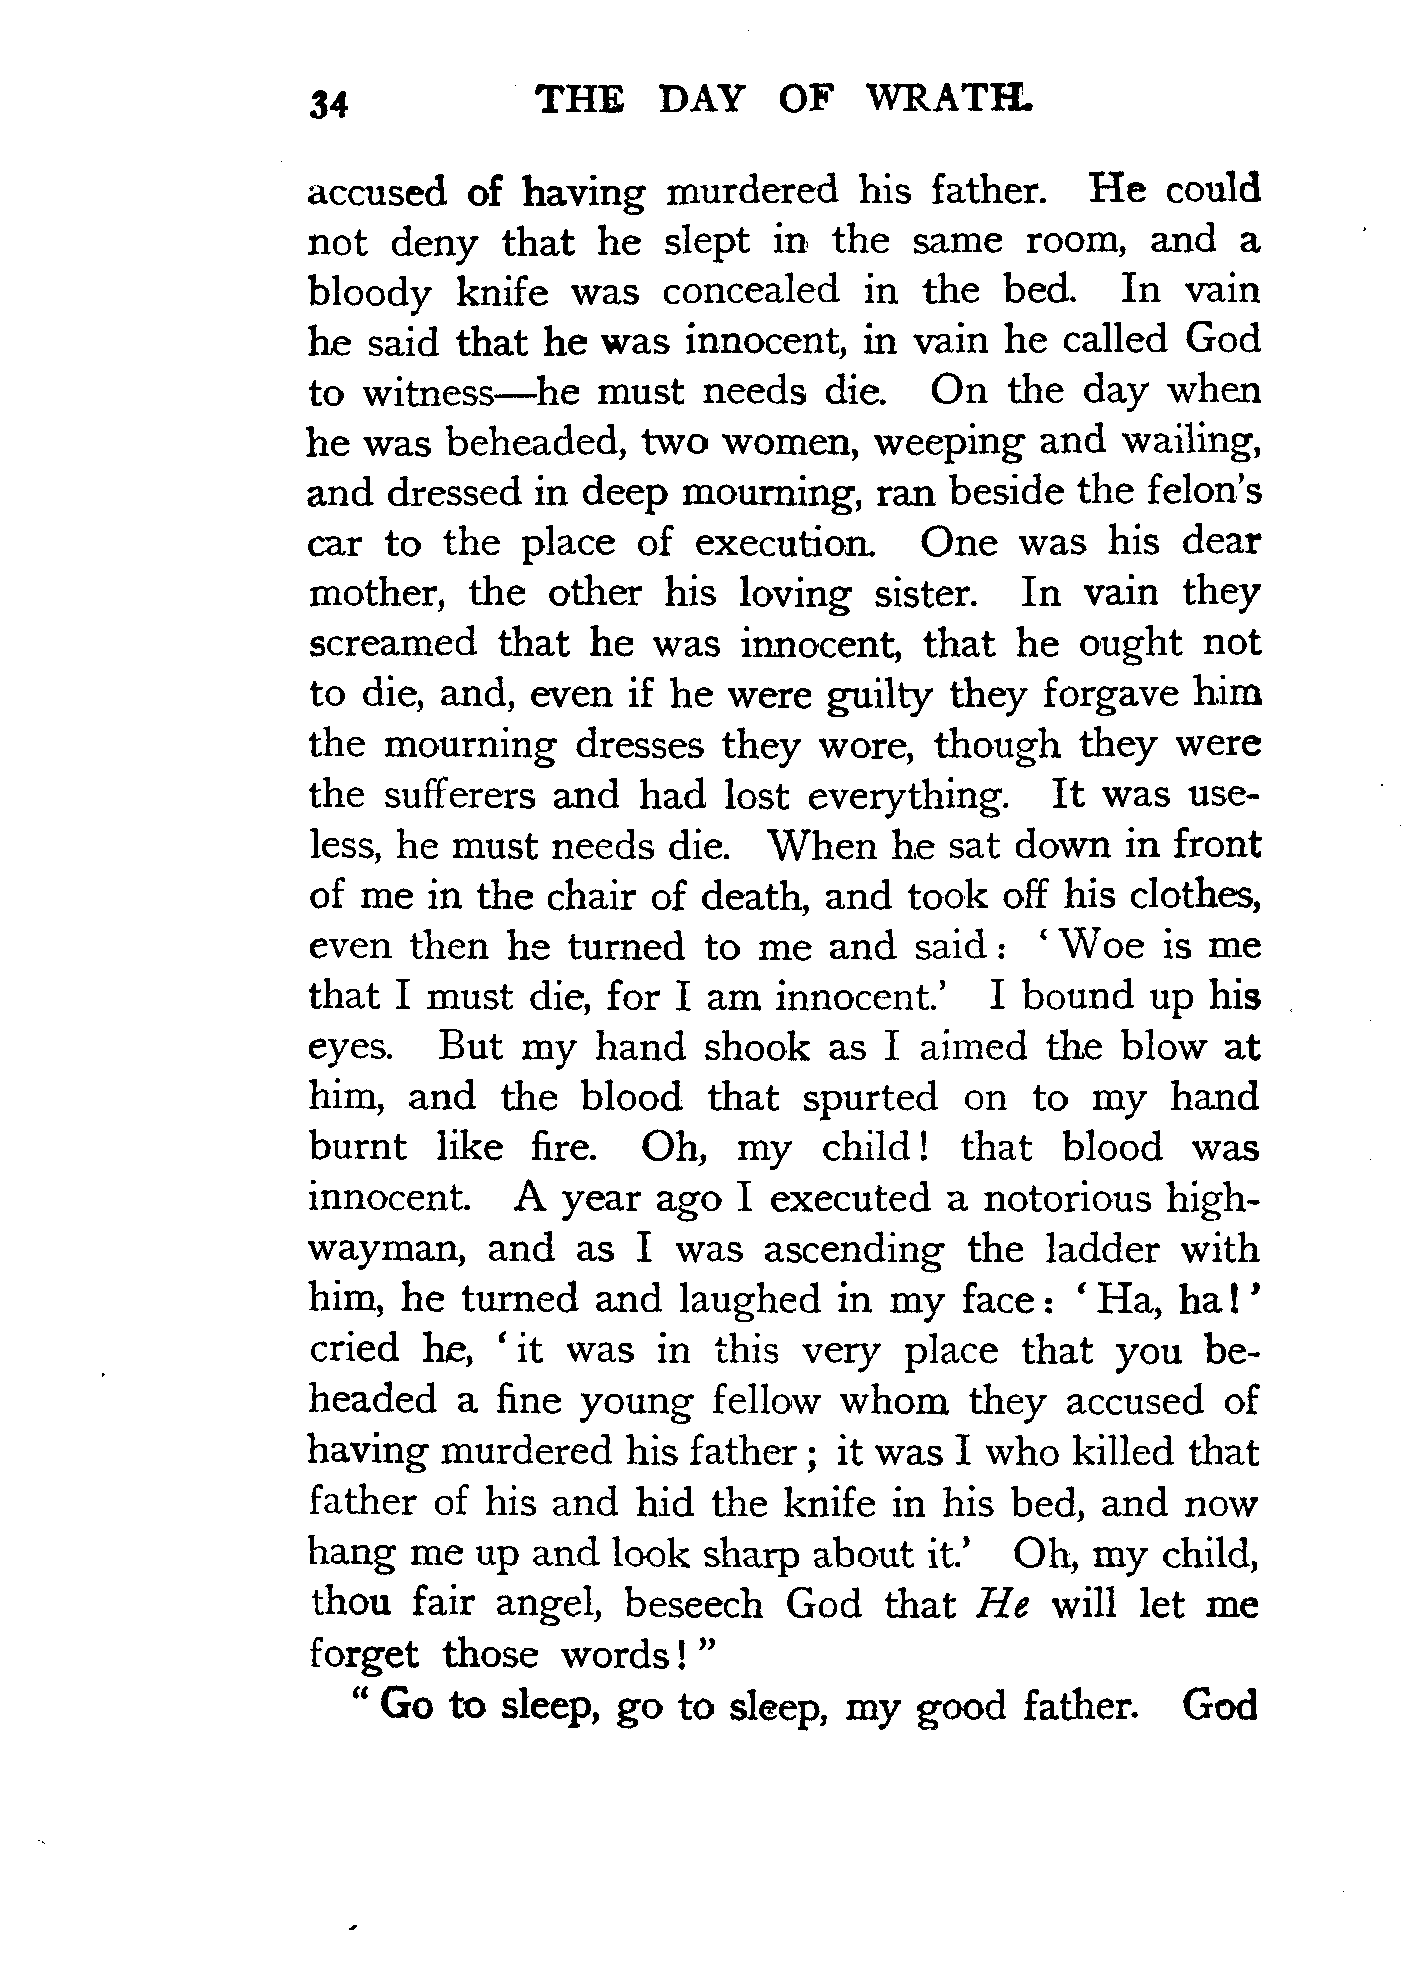 34 THE DAY OF WRATH.
accused of having murdered his father. He could
not deny that he slept in the same room, and a
bloody knife was concealed in the bed. In vain
he said that he was innocent, in vain he called God
to witness—he must needs die. On the day when
he was beheaded, two women, weeping and wailing,
and dressed in deep mourning, ran beside the felon's
car to the place of execution. One was his dear
mother, the other his loving sister. In vain they
screamed that he was innocent, that he ought not
to die, and, even if he were guilty they forgave him
the mourning dresses they wore, though they were
the sufferers and had lost everything. It was use-
less, he must needs die. When he sat down in front
of me in the chair of death, and took off his clothes,
even then he turned to me and said: ‘Woe is me
that I must die, for I am innocent.’ I bound up his
eyes. But my hand shook as I aimed the blow at
him, and the blood that spurted on to my hand
burnt like fire. Oh, my child! that blood was
innocent. A year ago I executed a notorious high-
wayman, and as I was ascending the ladder with
him, he turned and laughed in my face: ‘Ha, ha!’
cried he, ‘it was in this very place that you be-
headed a fine young fellow whom they accused of
having murdered his father; it was I who killed that
father of his and hid the knife in his bed, and now
hang me up and look sharp about it.’ Oh, my child,
thou fair angel, beseech God that He will let me
forget those words!”
“Go to sleep, go to sleep, my good father. God